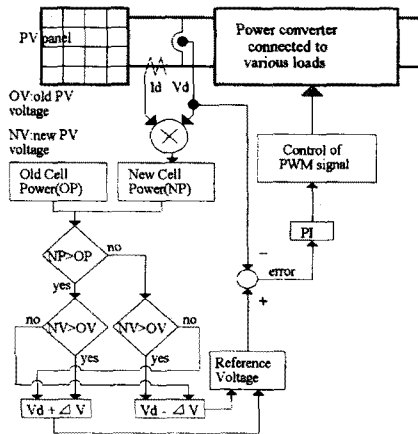 PV panel
Power converter
connected to
various loads
Id Vd
OV:old PV
voltage
NV:new PV
voltage
Control of
PWM signal
Old Cell
Power(OP)
New Cell
Power(NP)
PI
NP>OP
no
yes
−
error
+
no
NV>OV
NV>OV
no
yes
yes
Reference
Voltage
Vd + △ V
Vd - △ V